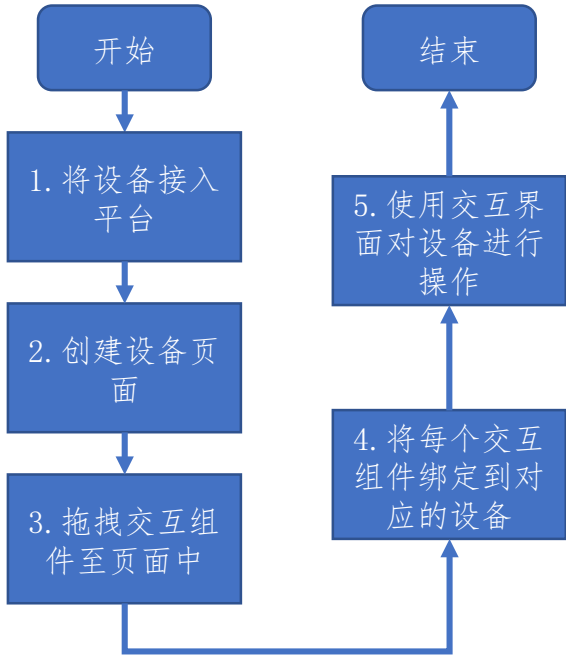 开始
1.将设备接入
平台
2.创建设备页
面
3.拖拽交互组
件至页面中
4.将每个交互
组件绑定到对
应的设备
5.使用交互界
面对设备进行
操作
结束